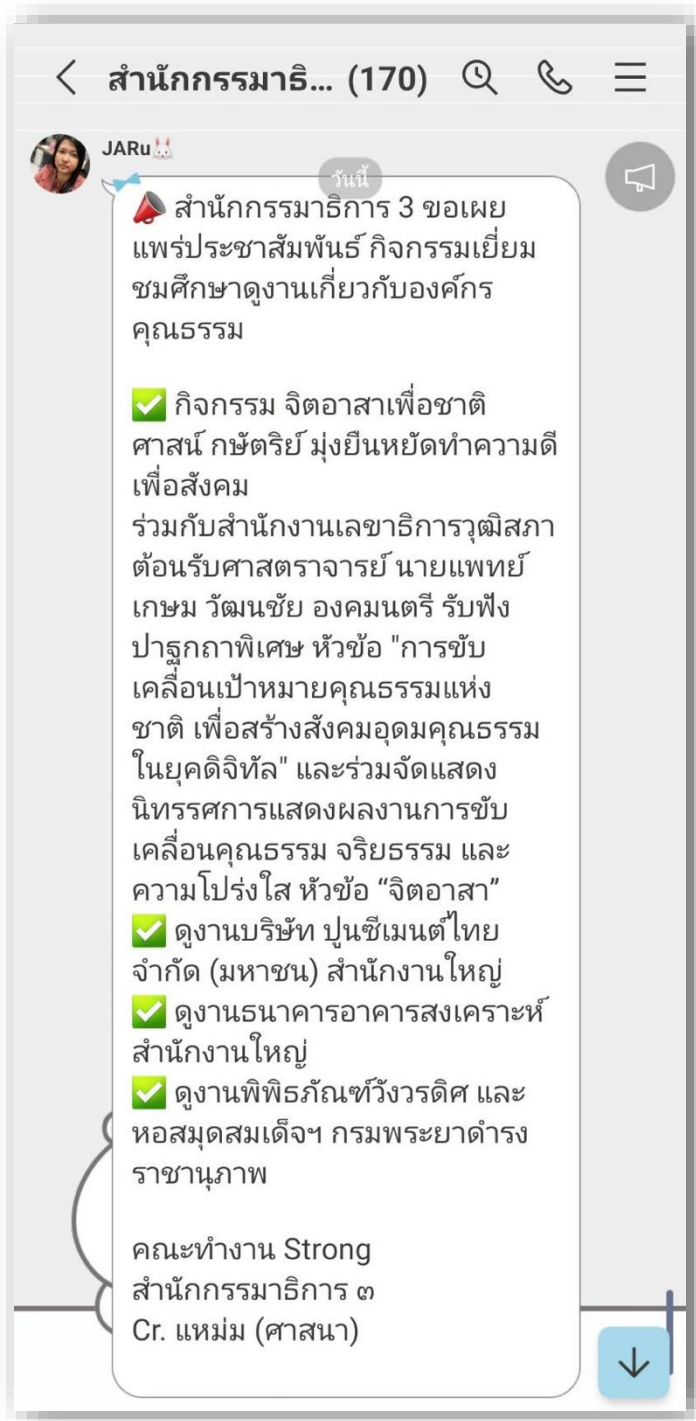 สำนักกรรมาธิ... (170)
JARu🐰
วันนี้
📣 สำนักกรรมาธิการ 3 ขอเผย
แพร่ประชาสัมพันธ์ กิจกรรมเยี่ยม
ชมศึกษาดูงานเกี่ยวกับองค์กร
คุณธรรม
✅ กิจกรรม จิตอาสาเพื่อชาติ
ศาสน์ กษัตริย์ มุ่งยืนหยัดทำความดี
เพื่อสังคม
ร่วมกับสำนักงานเลขาธิการวุฒิสภา
ต้อนรับศาสตราจารย์ นายแพทย์
เกษม วัฒนชัย องคมนตรี รับฟัง
ปาฐกถาพิเศษ หัวข้อ "การขับ
เคลื่อนเป้าหมายคุณธรรมแห่ง
ชาติ เพื่อสร้างสังคมอุดมคุณธรรม
ในยุคดิจิทัล" และร่วมจัดแสดง
นิทรรศการแสดงผลงานการขับ
เคลื่อนคุณธรรม จริยธรรม และ
ความโปร่งใส หัวข้อ “จิตอาสา”
✅ ดูงานบริษัท ปูนซีเมนต์ไทย
จำกัด (มหาชน) สำนักงานใหญ่
✅ ดูงานธนาคารอาคารสงเคราะห์
สำนักงานใหญ่
✅ ดูงานพิพิธภัณฑ์วังวรดิศ และ
หอสมุดสมเด็จฯ กรมพระยาดำรง
ราชานุภาพ
คณะทำงาน Strong
สำนักกรรมาธิการ ๓
Cr. แหม่ม (ศาสนา)